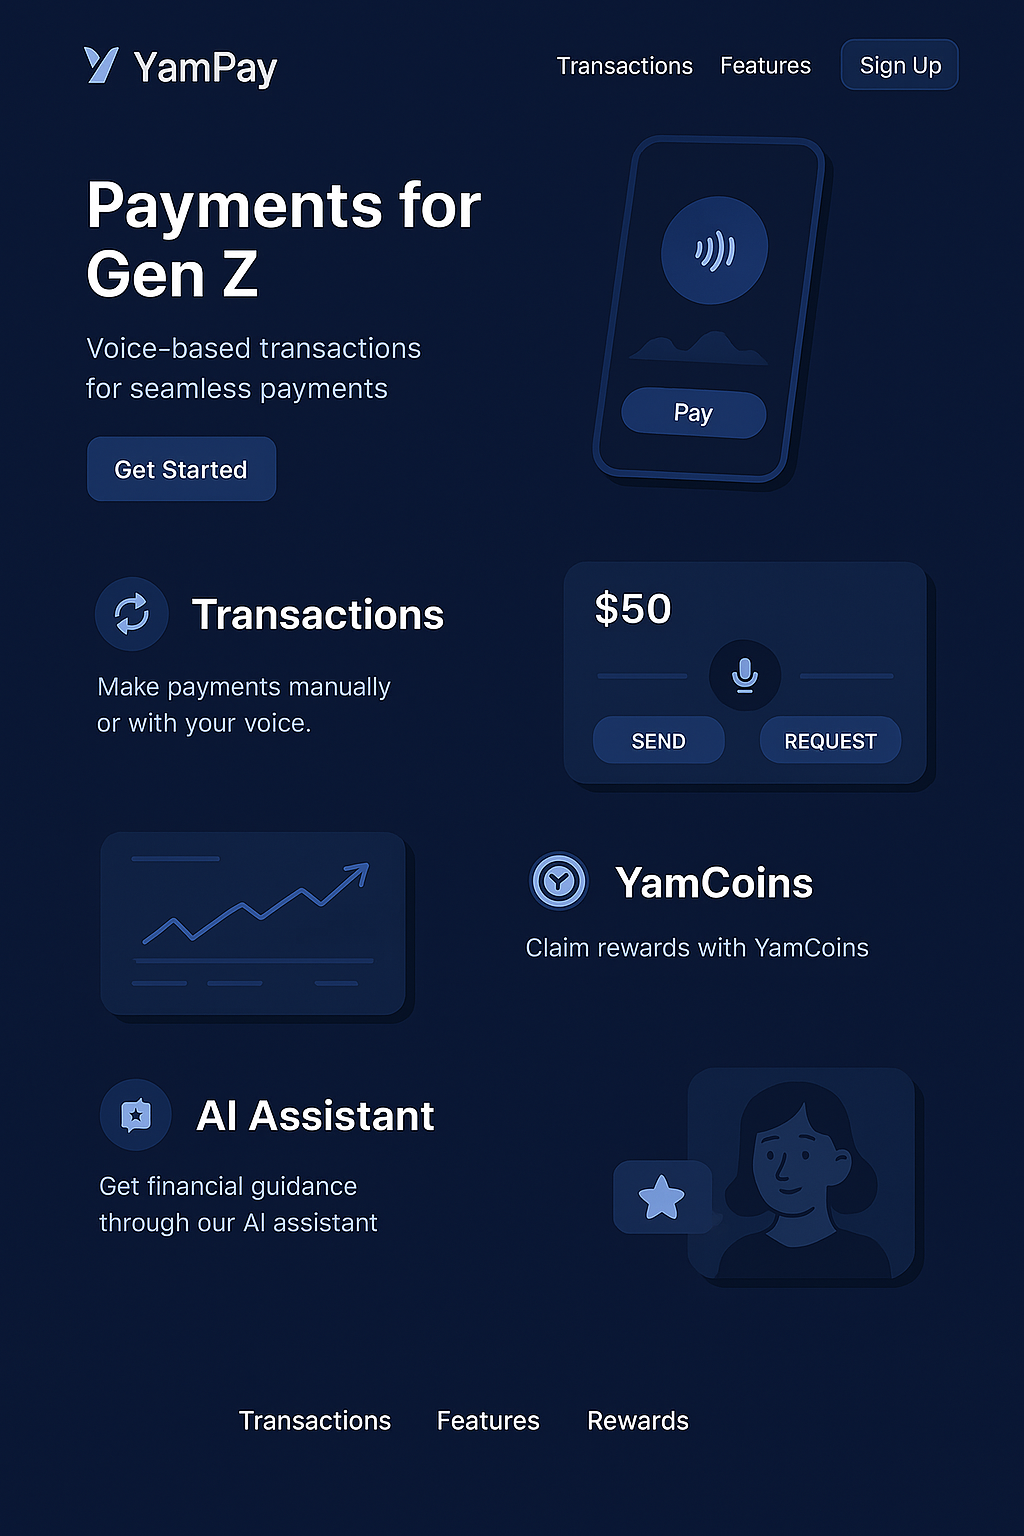 YamPay
Transactions Features Sign Up
Payments for
Gen Z
Voice-based transactions
for seamless payments
Get Started
Pay
Transactions
Make payments manually
or with your voice.
$50
SEND REQUEST
YamCoins
Claim rewards with YamCoins
AI Assistant
Get financial guidance
through our AI assistant
Transactions Features Rewards